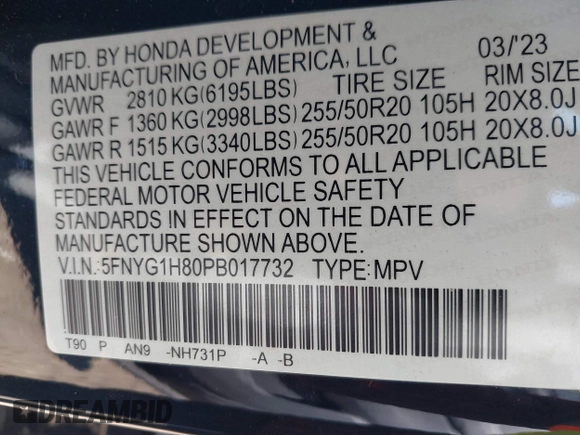 MFD. BY HONDA DEVELOPMENT &
MANUFACTURING OF AMERICA, LLC 03/'23
GVWR 2810 KG(6195LBS) TIRE SIZE RIM SIZE
GAWR F 1360 KG(2998LBS) 255/50R20 105H 20X8.0J
GAWR R 1515 KG(3340LBS) 255/50R20 105H 20X8.0J
THIS VEHICLE CONFORMS TO ALL APPLICABLE
FEDERAL MOTOR VEHICLE SAFETY
STANDARDS IN EFFECT ON THE DATE OF
MANUFACTURE SHOWN ABOVE.
V.I.N.:5FNYG1H80PB017732 TYPE:MPV
T90 P AN9 -NH731P -A -B
DREAMBID